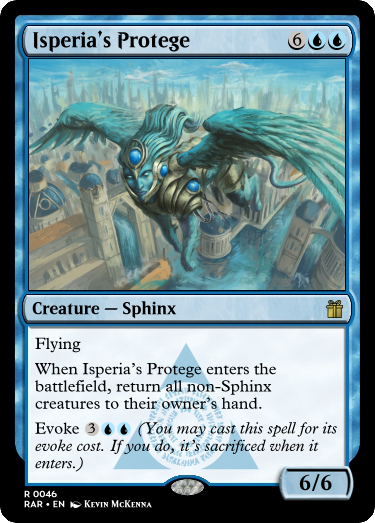 Isperia's Protege 6
Creature — Sphinx
Flying
When Isperia's Protege enters the
battlefield, return all non-Sphinx
creatures to their owner's hand.
Evoke 3 (You may cast this spell for its
evoke cost. If you do, it's sacrificed when it
enters.)
6/6
R 0046
RAR • EN Kevin McKenna